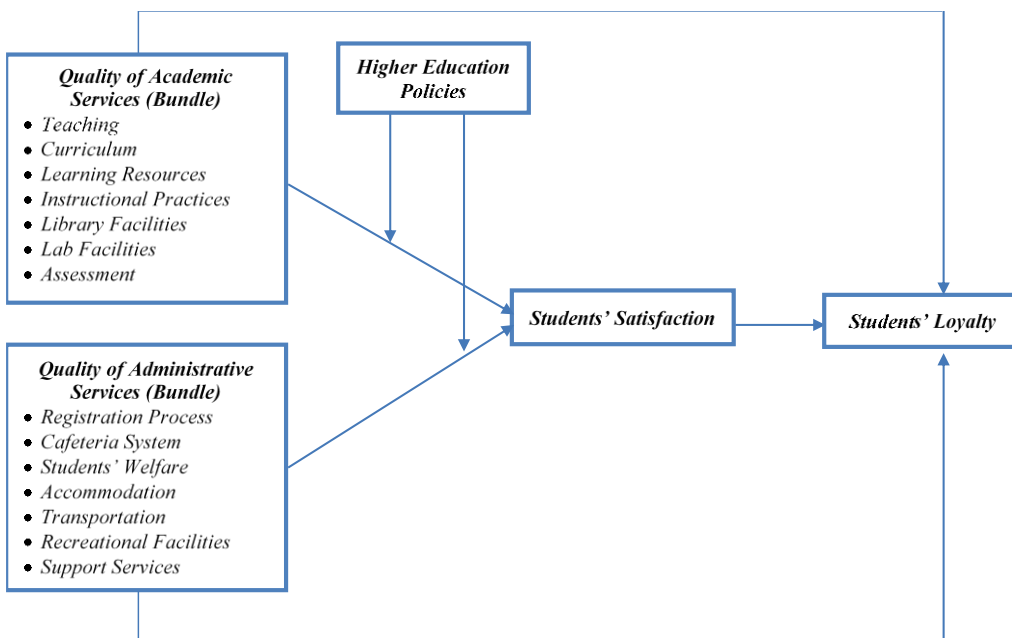 Quality of Academic
Services (Bundle)
• Teaching
• Curriculum
• Learning Resources
• Instructional Practices
• Library Facilities
• Lab Facilities
• Assessment
Higher Education
Policies
Students’ Satisfaction
Students’ Loyalty
Quality of Administrative
Services (Bundle)
• Registration Process
• Cafeteria System
• Students’ Welfare
• Accommodation
• Transportation
• Recreational Facilities
• Support Services